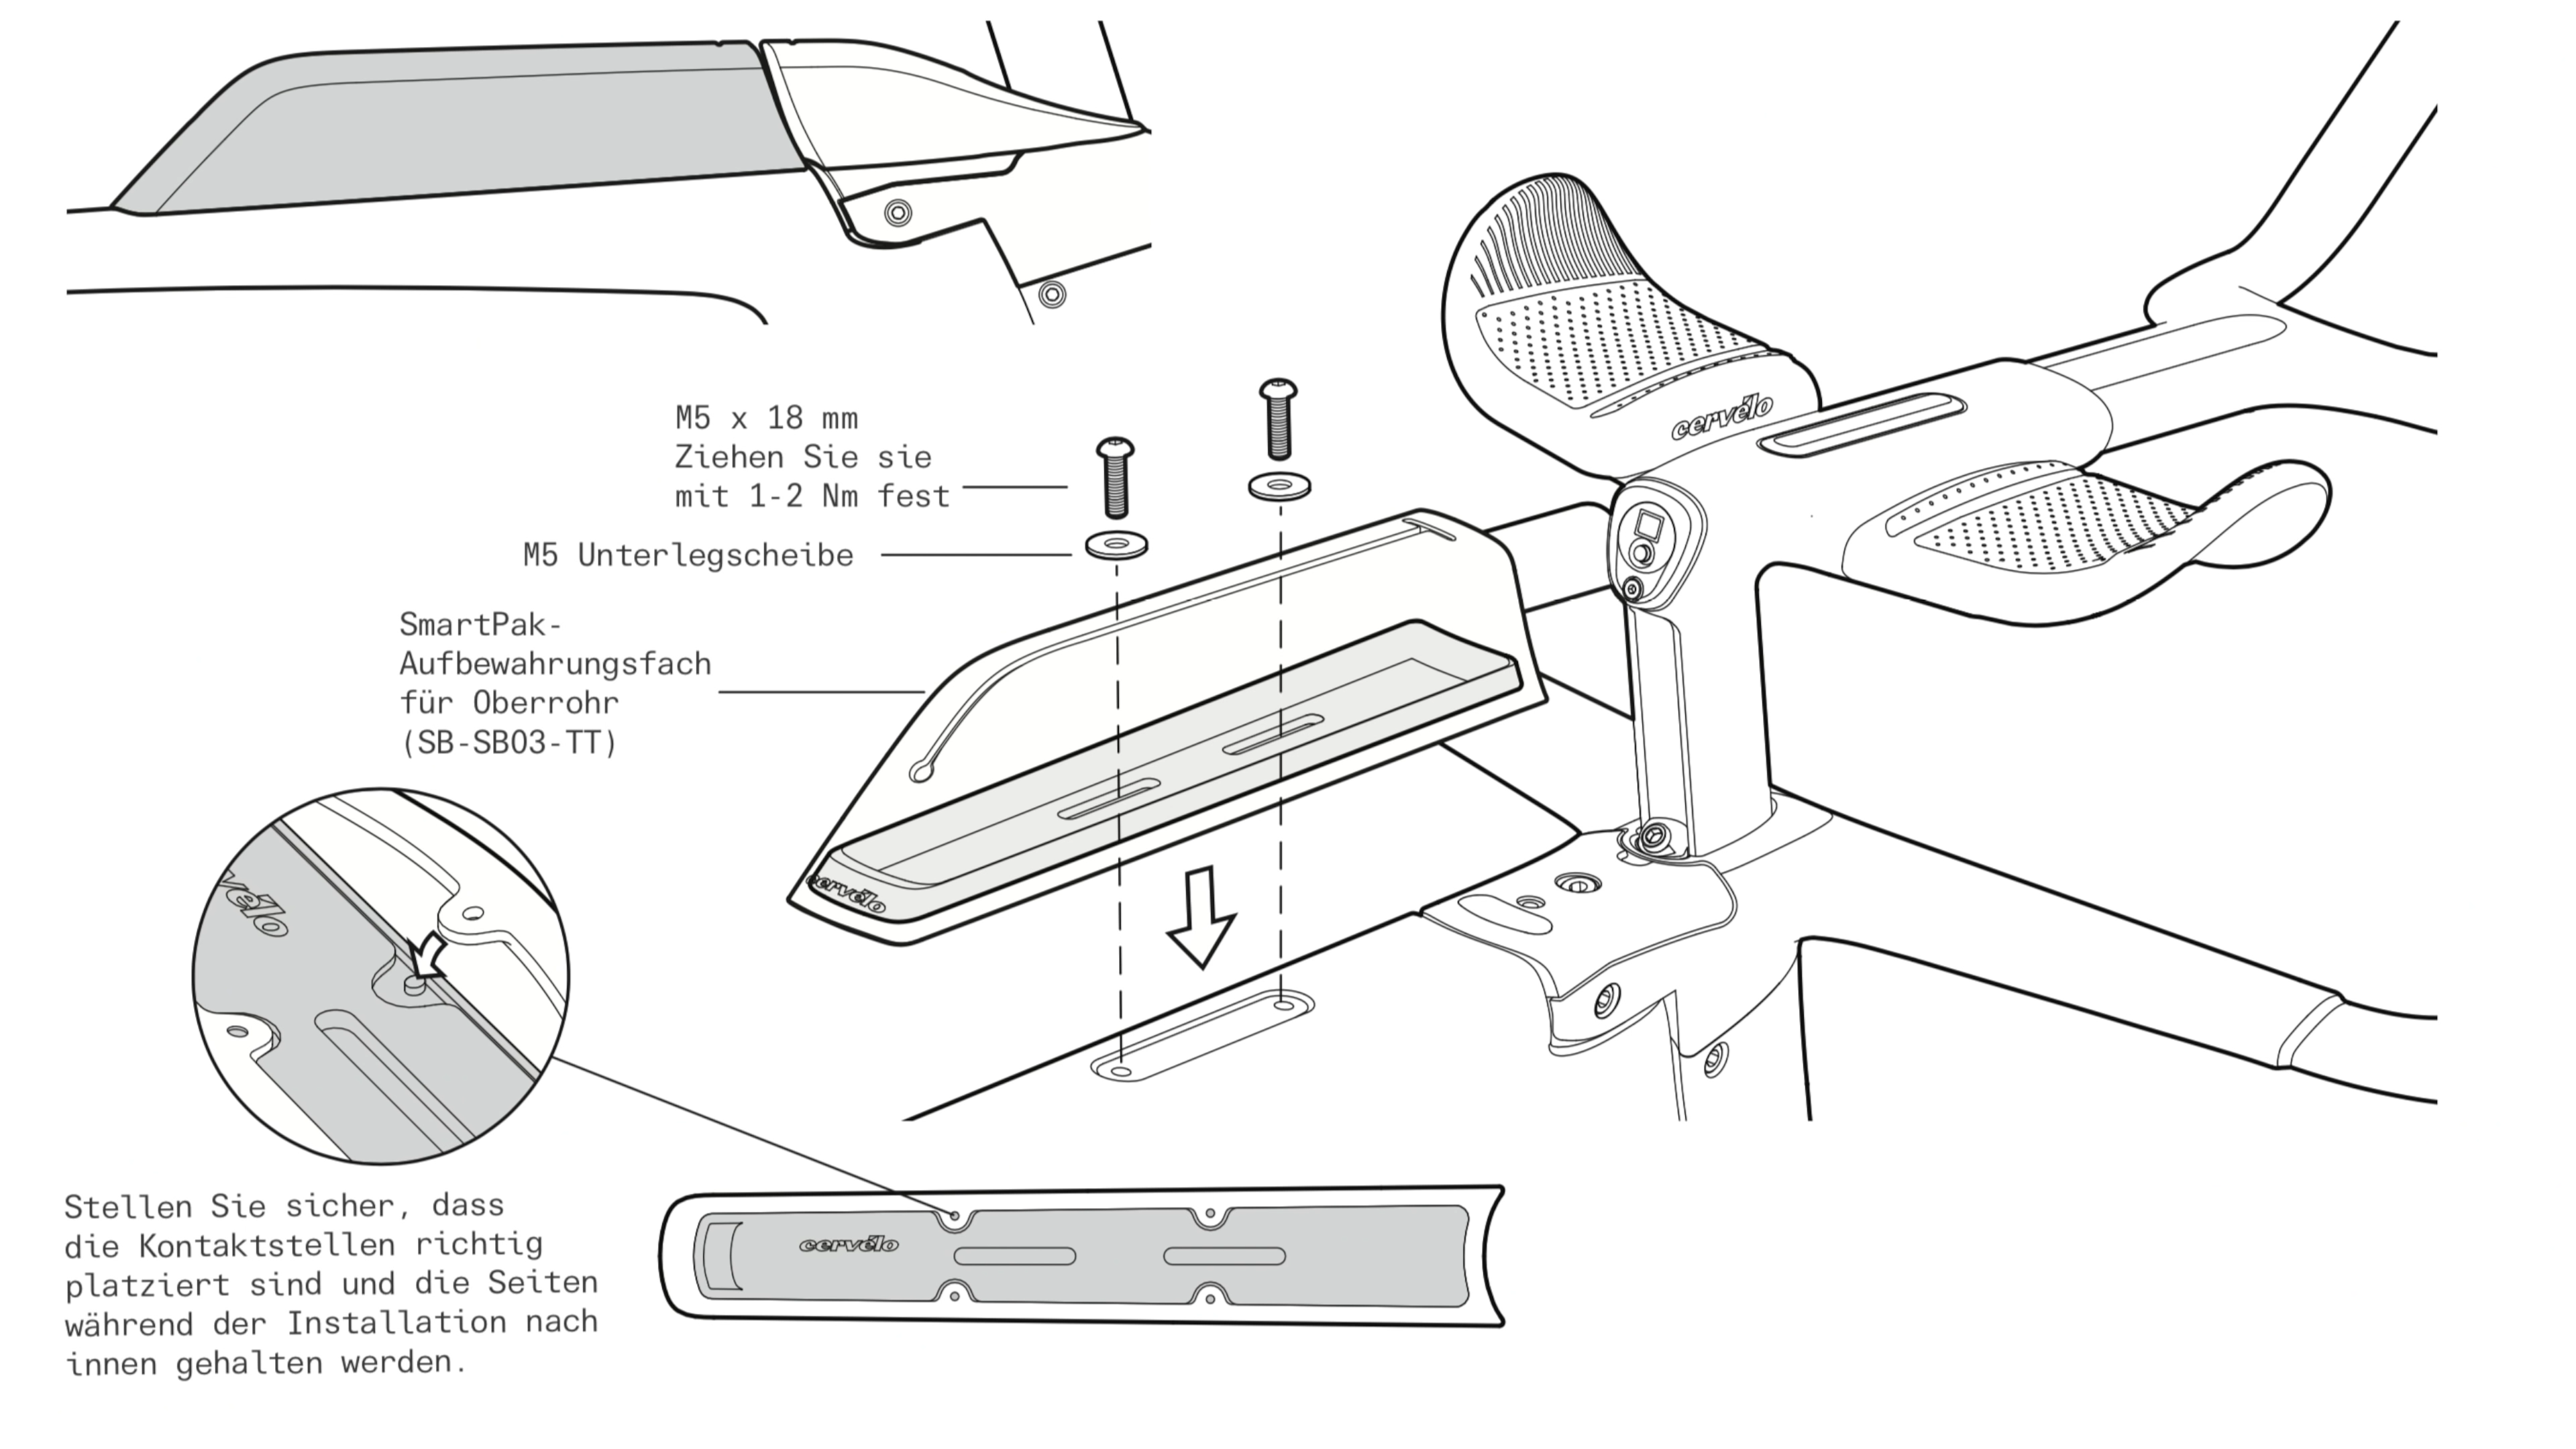 M5 x 18 mm
Ziehen Sie sie
mit 1-2 Nm fest
M5 Unterlegscheibe
SmartPak-
Aufbewahrungsfach
für Oberrohr
(SB-SB03-TT)
cervélo
cervélo
vélo
Stellen Sie sicher, dass
die Kontaktstellen richtig
platziert sind und die Seiten
während der Installation nach
innen gehalten werden.
cervélo